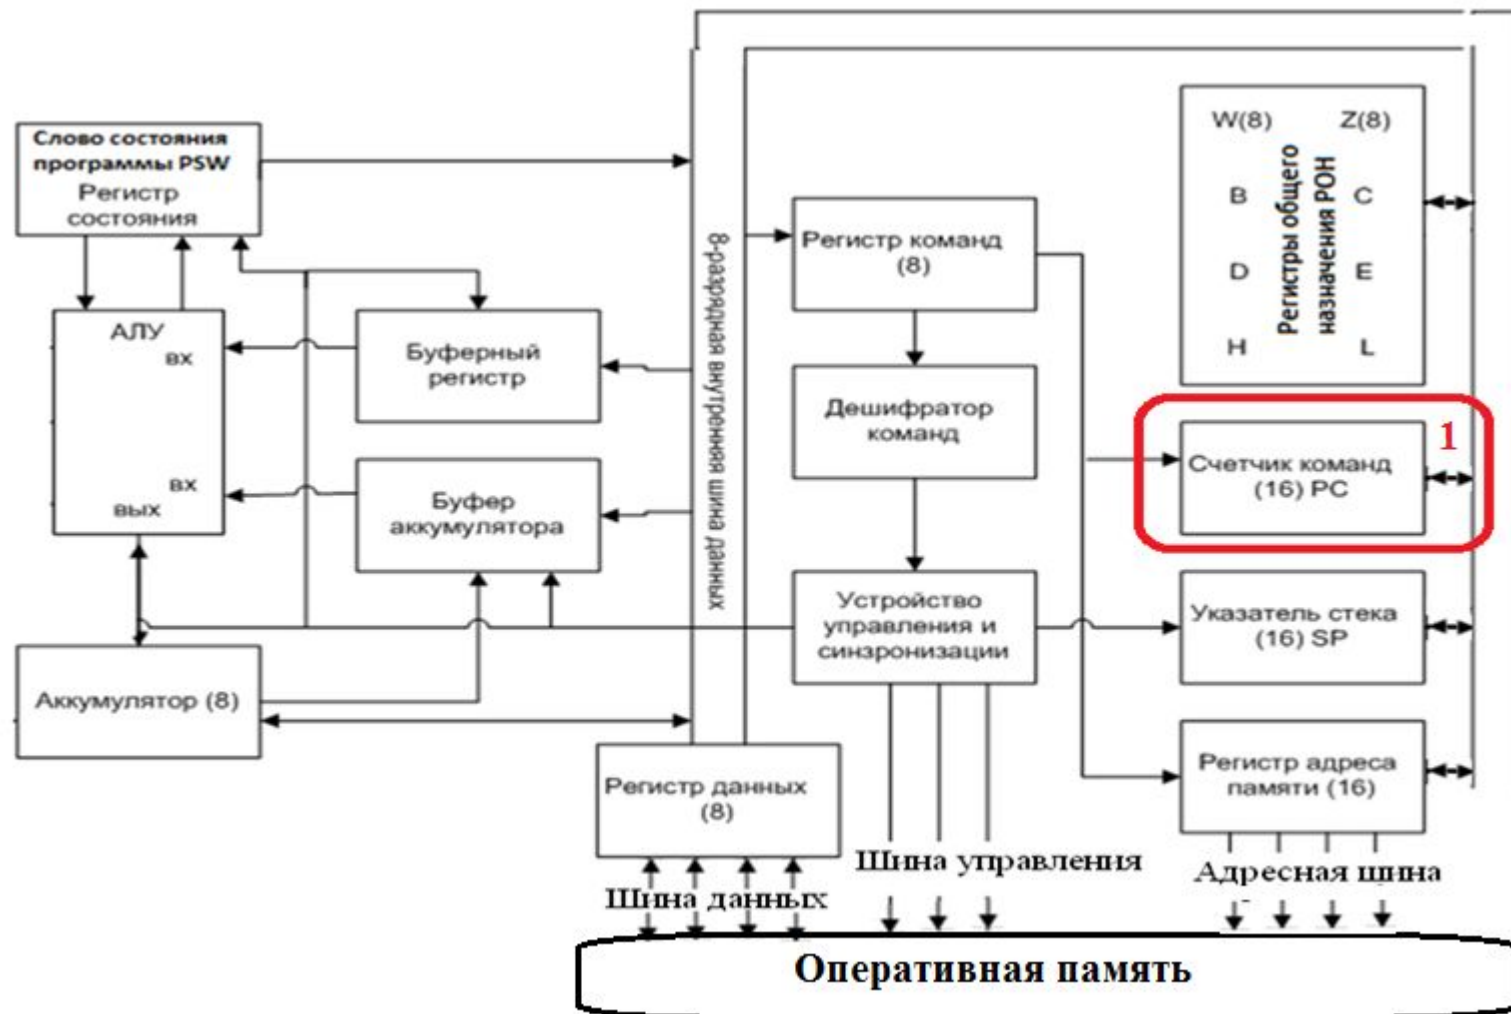 Слово состояния
программы PSW
Регистр
состояния
АЛУ
вх
вх
вых
Буферный
регистр
Буфер
аккумулятора
Аккумулятор (8)
8-разрядная внутренняя шина данных
Регистр данных
(8)
Шина данных
Регистр команд
(8)
Дешифратор
команд
Устройство
управления и
синзронизации
Шина управления
W(8) Z(8)
B C
D E
H L
Регистры общего
назначения РОН
1
Счетчик команд
(16) PC
Указатель стека
(16) SP
Регистр адреса
памяти (16)
Адресная шина
Оперативная память